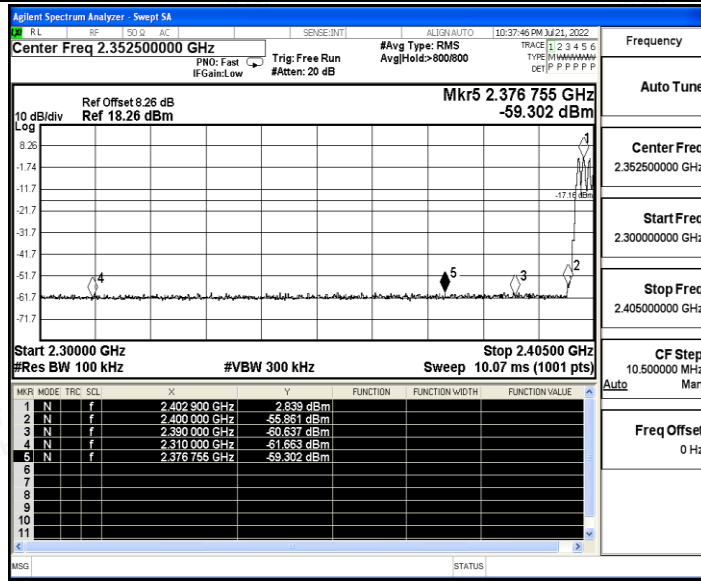 Agilent Spectrum Analyzer - Swept SA
RL RF 50 Ω AC SENSE:INT ALIGN AUTO 10:37:46 PM Jul 21, 2022
Center Freq 2.352500000 GHz
#Avg Type: RMS
Avg|Hold:>800/800
TRACE 1 2 3 4 5 6
TYPE MWWWWW
DET P P P P P P
PNO: Fast
IFGain:Low
Trig: Free Run
#Atten: 20 dB
Ref Offset 8.26 dB
Ref 18.26 dBm
10 dB/div
Log
Mkr5 2.376 755 GHz
-59.302 dBm
8.26
-1.74
-11.7
-21.7
-31.7
-41.7
-51.7
-61.7
-71.7
1
-17.16 dBm
2
3
5
4
Start 2.30000 GHz Stop 2.40500 GHz
#Res BW 100 kHz #VBW 300 kHz Sweep 10.07 ms (1001 pts)
MKR MODE TRC SCL X Y FUNCTION FUNCTION WIDTH FUNCTION VALUE
1 N f 2.402 900 GHz 2.839 dBm
2 N f 2.400 000 GHz -55.861 dBm
3 N f 2.390 000 GHz -60.637 dBm
4 N f 2.310 000 GHz -61.663 dBm
5 N f 2.376 755 GHz -59.302 dBm
6
7
8
9
10
11
MSG STATUS
Frequency
Auto Tune
Center Freq
2.352500000 GHz
Start Freq
2.300000000 GHz
Stop Freq
2.405000000 GHz
CF Step
10.500000 MHz
Auto Man
Freq Offset
0 Hz